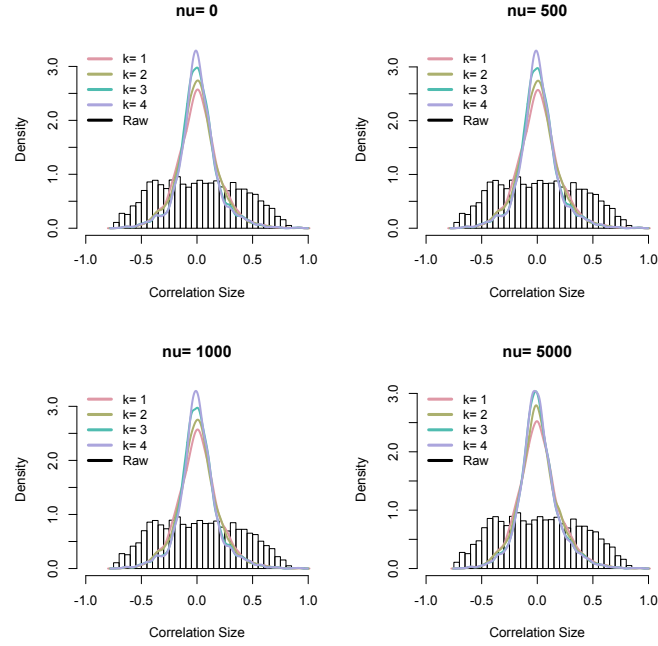 nu= 0
k= 1
k= 2
k= 3
k= 4
Raw
Density
0.0 1.0 2.0 3.0
-1.0 -0.5 0.0 0.5 1.0
Correlation Size
nu= 500
k= 1
k= 2
k= 3
k= 4
Raw
Density
0.0 1.0 2.0 3.0
-1.0 -0.5 0.0 0.5 1.0
Correlation Size
nu= 1000
k= 1
k= 2
k= 3
k= 4
Raw
Density
0.0 1.0 2.0 3.0
-1.0 -0.5 0.0 0.5 1.0
Correlation Size
nu= 5000
k= 1
k= 2
k= 3
k= 4
Raw
Density
0.0 1.0 2.0 3.0
-1.0 -0.5 0.0 0.5 1.0
Correlation Size